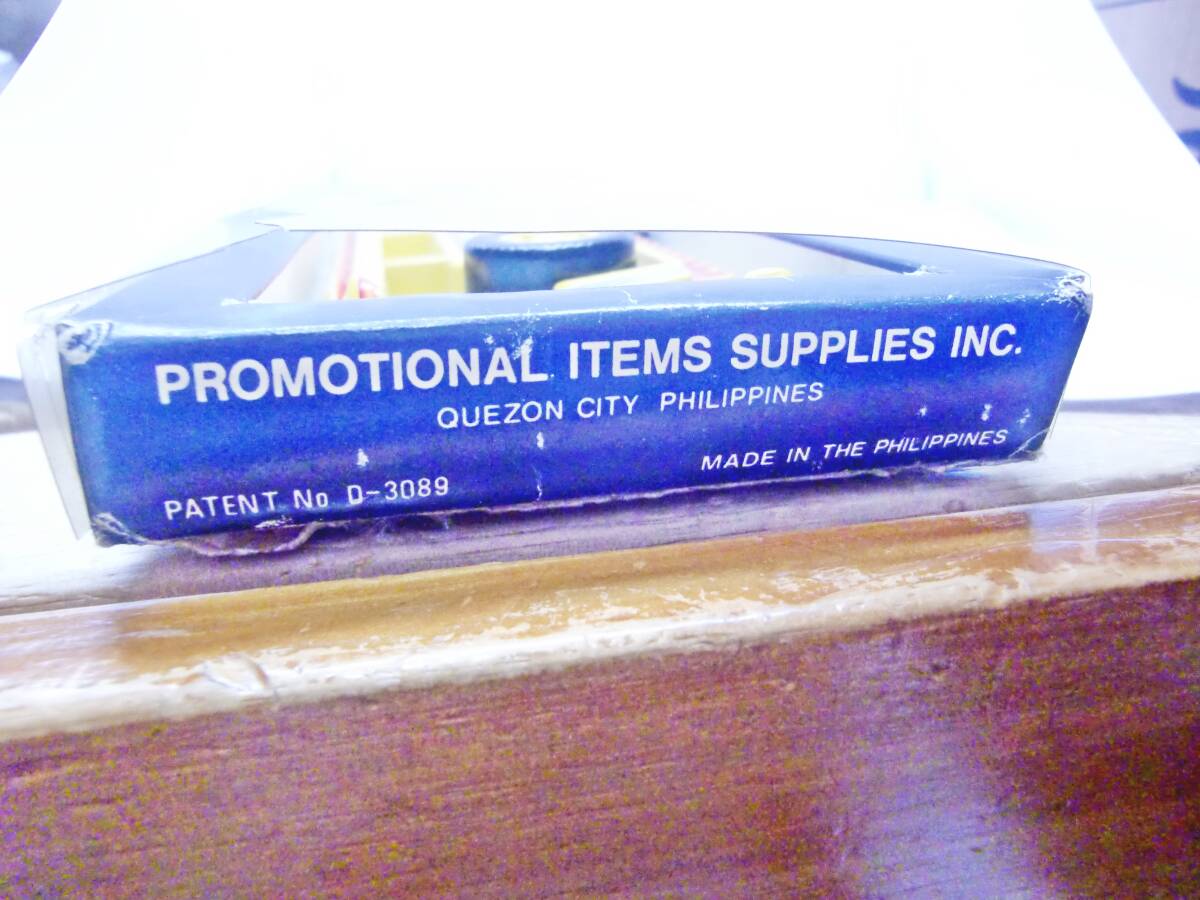 PROMOTIONAL ITEMS SUPPLIES INC.
QUEZON CITY PHILIPPINES
MADE IN THE PHILIPPINES
PATENT No D-3089